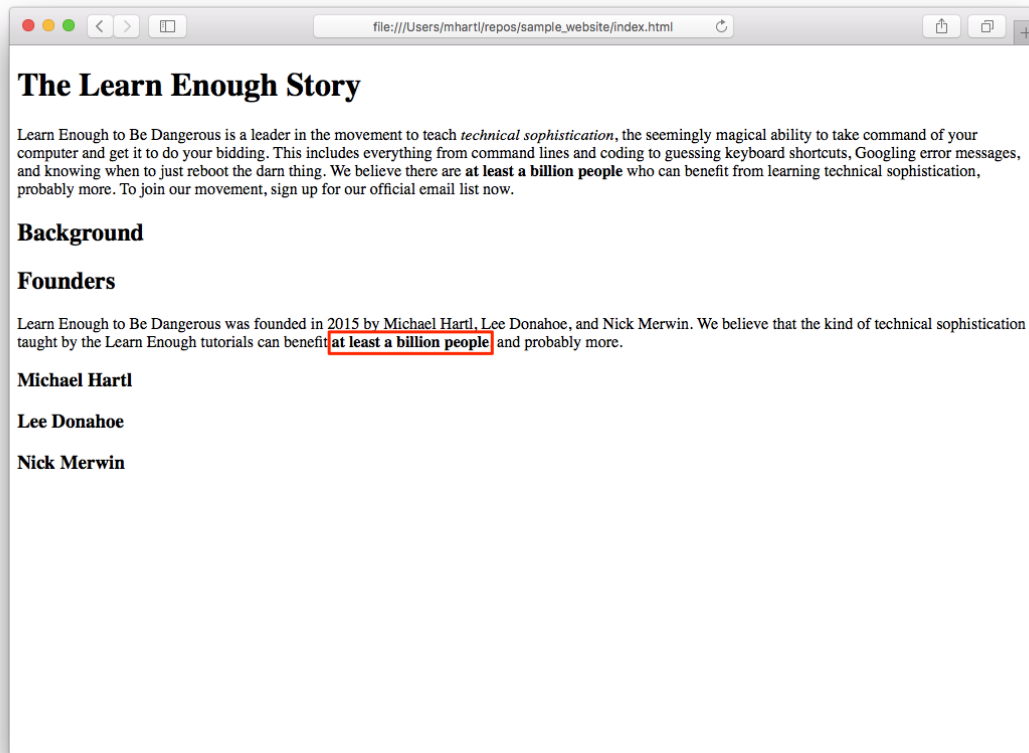 file:///Users/mhartl/repos/sample_website/index.html
The Learn Enough Story
Learn Enough to Be Dangerous is a leader in the movement to teach technical sophistication, the seemingly magical ability to take command of your
computer and get it to do your bidding. This includes everything from command lines and coding to guessing keyboard shortcuts, Googling error messages,
and knowing when to just reboot the darn thing. We believe there are at least a billion people who can benefit from learning technical sophistication,
probably more. To join our movement, sign up for our official email list now.
Background
Founders
Learn Enough to Be Dangerous was founded in 2015 by Michael Hartl, Lee Donahoe, and Nick Merwin. We believe that the kind of technical sophistication
taught by the Learn Enough tutorials can benefit at least a billion people, and probably more.
Michael Hartl
Lee Donahoe
Nick Merwin